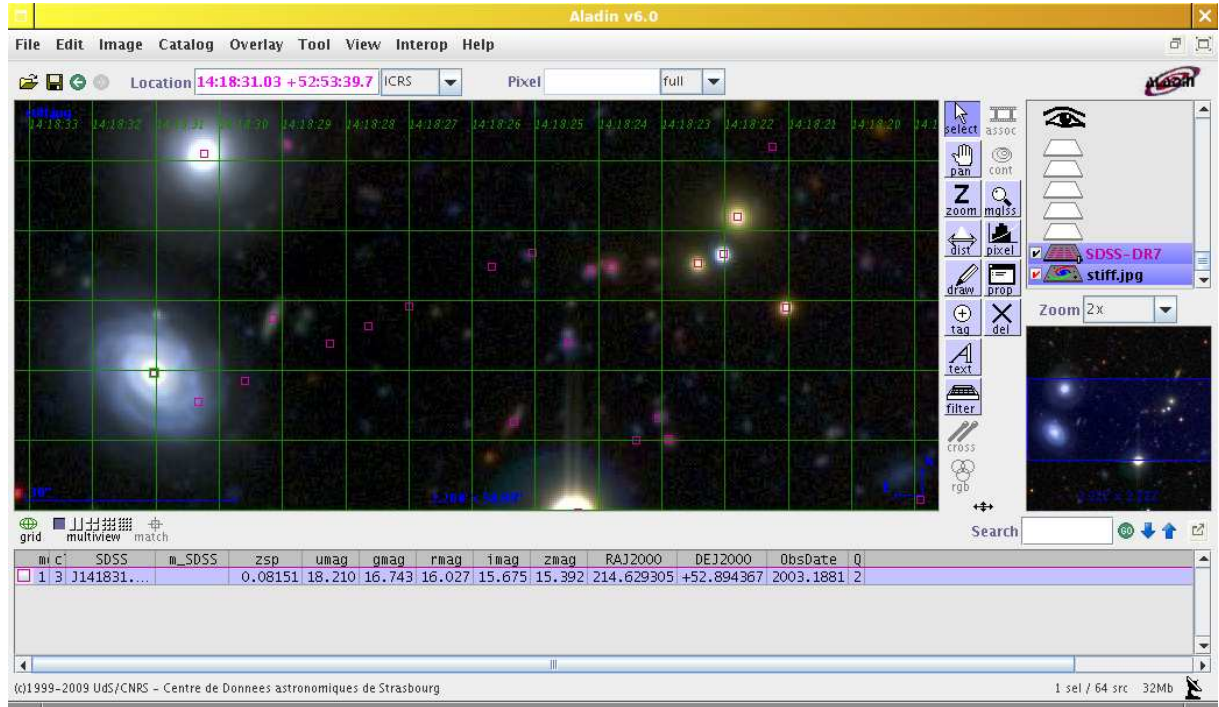 Aladin v6.0
File Edit Image Catalog Overlay Tool View Interop Help
Location 14:18:31.03 +52:53:39.7 ICRS Pixel full
stiff.jpg
14:18:33 14:18:32 14:18:31 14:18:30 14:18:29 14:18:28 14:18:27 14:18:26 14:18:25 14:18:24 14:18:23 14:18:22 14:18:21 14:18:20 14:1
select assoc
pan cont
zoom mglss
dist pixel
draw prop
tag del
text
filter
cross
rgb
SDSS-DR7
stiff.jpg
Zoom 2x
grid multiview match
Search GO
SDSS m_SDSS zsp umag gmag rmag imag zmag RAJ2000 DEJ2000 ObsDate Q
1 3 J141831.... 0.08151 18.210 16.743 16.027 15.675 15.392 214.629305 +52.894367 2003.1881 2
(c)1999-2009 UdS/CNRS - Centre de Donnees astronomiques de Strasbourg 1 sel / 64 src 32Mb